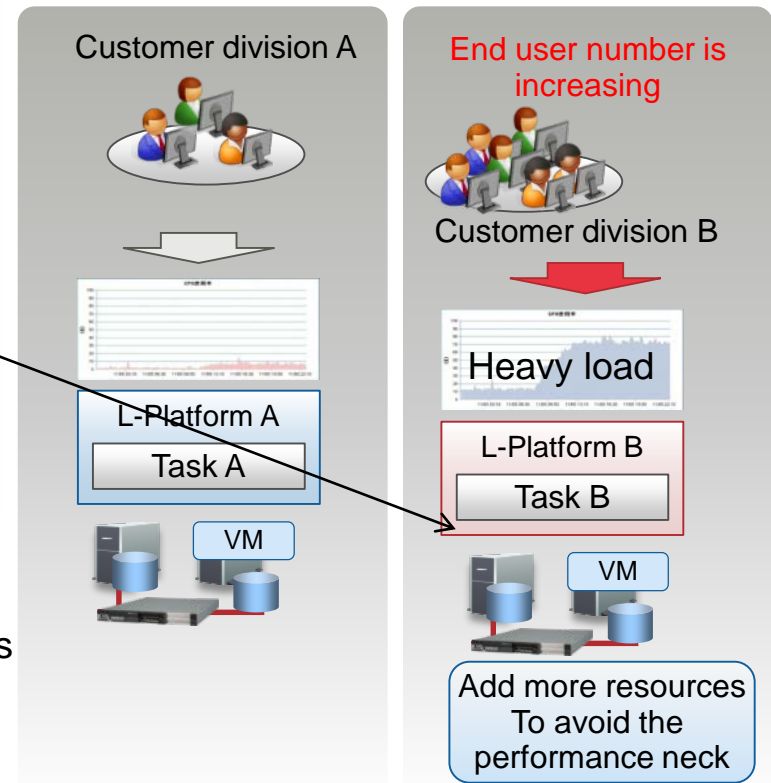 Customer division A
L-Platform A
Task A
VM
s
End user number is
increasing
Customer division B
Heavy load
L-Platform B
Task B
VM
Add more resources
To avoid the
performance neck